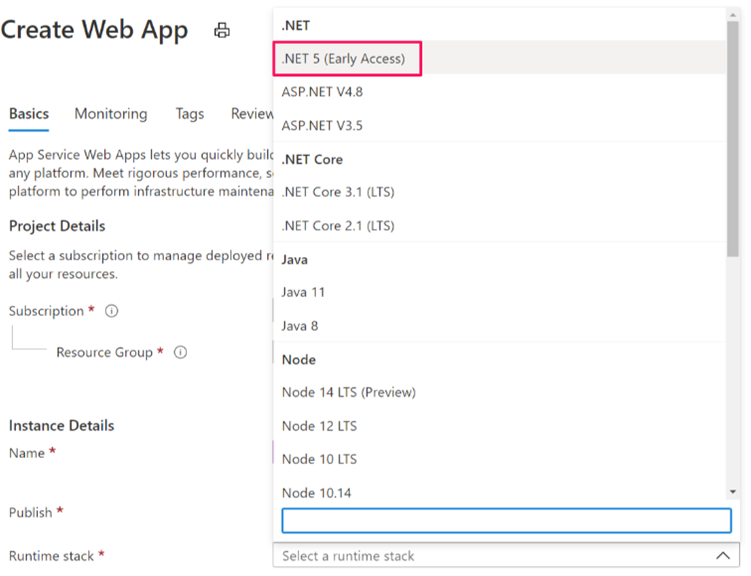 Create Web App
Basics
Monitoring
Tags
Review
App Service Web Apps lets you quickly build
any platform. Meet rigorous performance, s
platform to perform infrastructure maintena
Project Details
Select a subscription to manage deployed re
all your resources.
Subscription *
Resource Group *
Instance Details
Name *
Publish *
Runtime stack *
.NET
.NET 5 (Early Access)
ASP.NET V4.8
ASP.NET V3.5
.NET Core
.NET Core 3.1 (LTS)
.NET Core 2.1 (LTS)
Java
Java 11
Java 8
Node
Node 14 LTS (Preview)
Node 12 LTS
Node 10 LTS
Node 10.14
Select a runtime stack